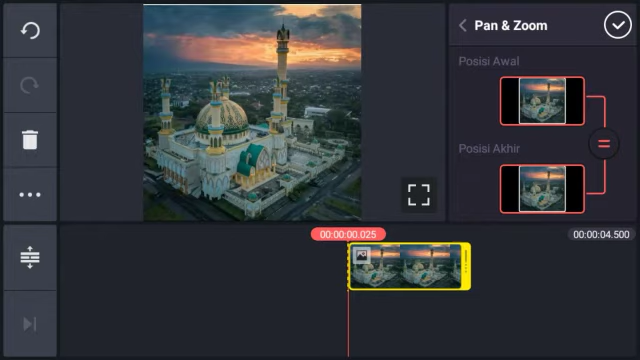 Pan & Zoom
Posisi Awal
Posisi Akhir
00:00:00.025
00:00:04.500